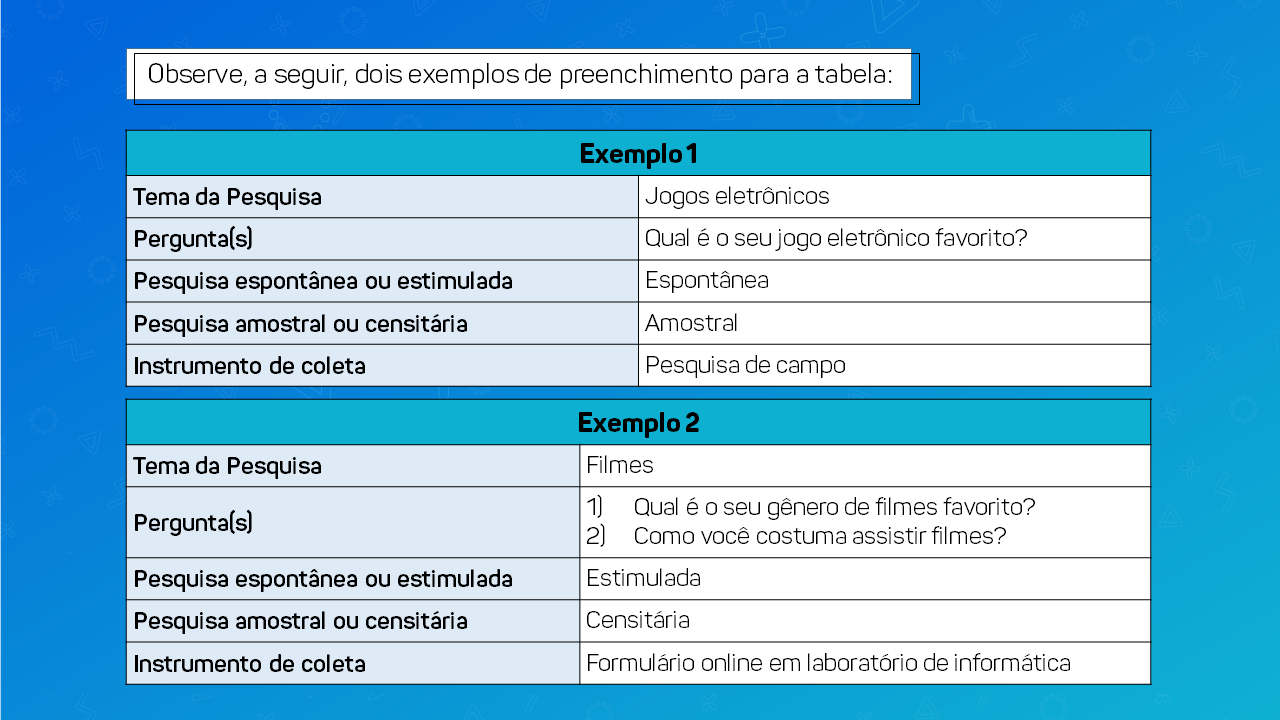 Observe, a seguir, dois exemplos de preenchimento para a tabela:
Exemplo 1
Tema da Pesquisa Jogos eletrônicos
Pergunta(s) Qual é o seu jogo eletrônico favorito?
Pesquisa espontânea ou estimulada Espontânea
Pesquisa amostral ou censitária Amostral
Instrumento de coleta Pesquisa de campo
Exemplo 2
Tema da Pesquisa Filmes
Pergunta(s)
1) Qual é o seu gênero de filmes favorito?
2) Como você costuma assistir filmes?
Pesquisa espontânea ou estimulada Estimulada
Pesquisa amostral ou censitária Censitária
Instrumento de coleta Formulário online em laboratório de informática